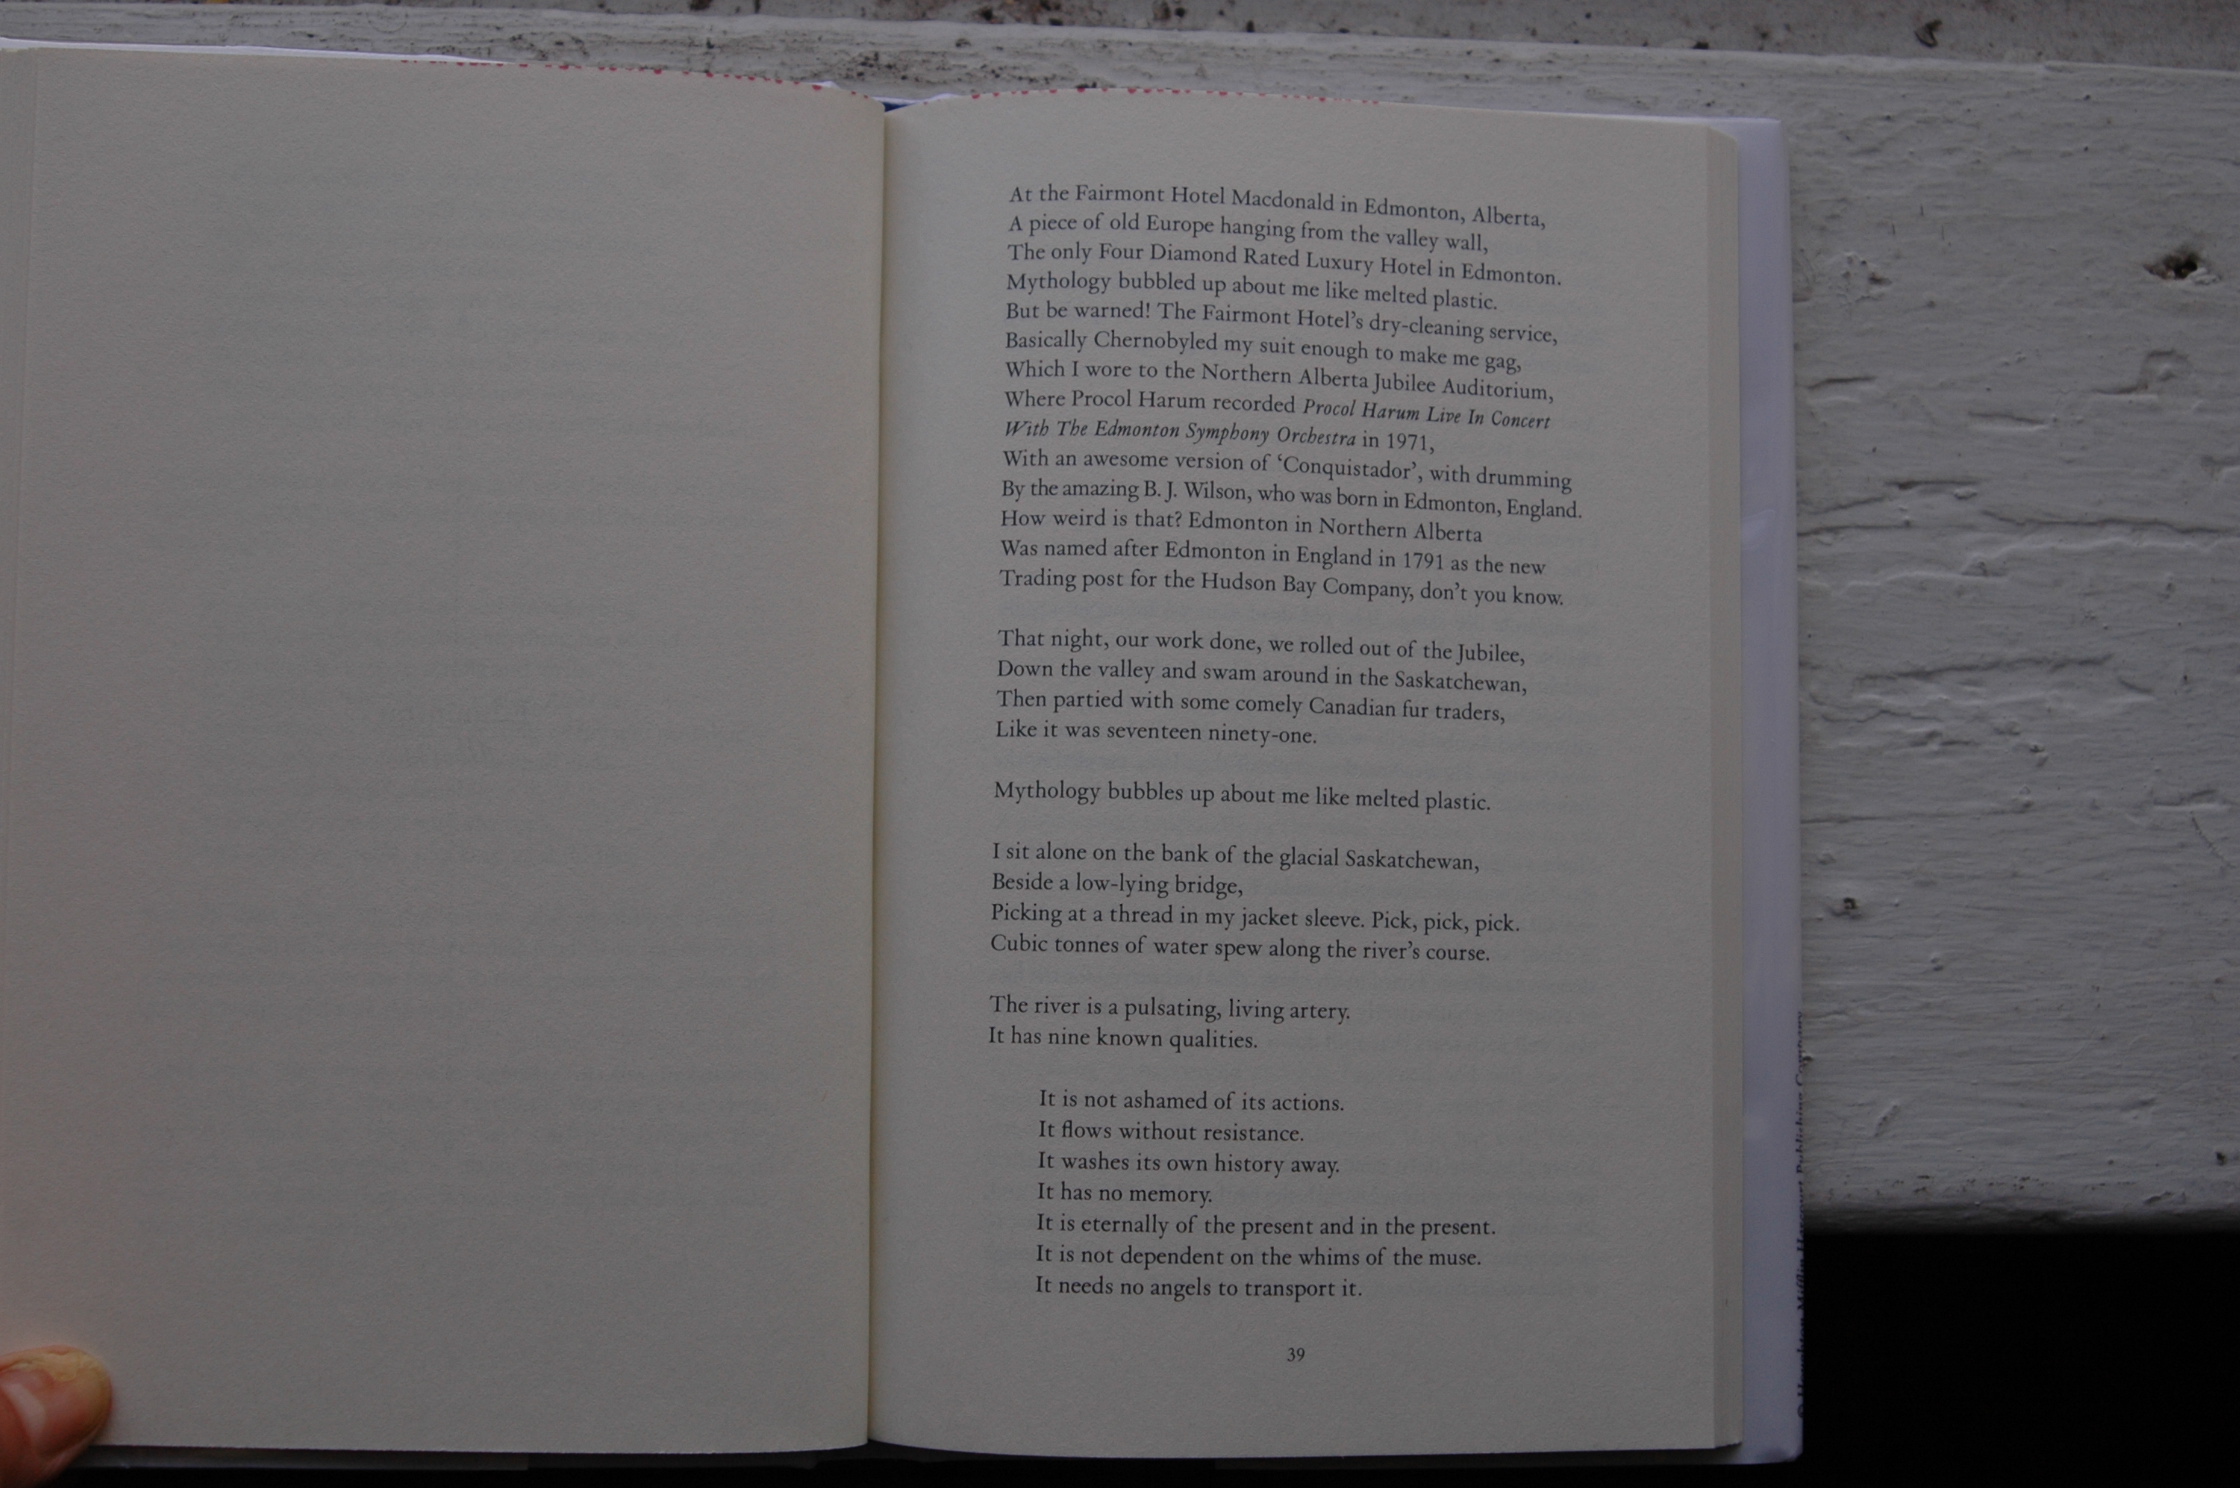 At the Fairmont Hotel Macdonald in Edmonton, Alberta,
A piece of old Europe hanging from the valley wall,
The only Four Diamond Rated Luxury Hotel in Edmonton.
Mythology bubbled up about me like melted plastic.
But be warned! The Fairmont Hotel's dry-cleaning service,
Basically Chernobyled my suit enough to make me gag,
Which I wore to the Northern Alberta Jubilee Auditorium,
Where Procol Harum recorded Procol Harum Live In Concert
With The Edmonton Symphony Orchestra in 1971,
With an awesome version of ‘Conquistador’, with drumming
By the amazing B. J. Wilson, who was born in Edmonton, England.
How weird is that? Edmonton in Northern Alberta
Was named after Edmonton in England in 1791 as the new
Trading post for the Hudson Bay Company, don't you know.
That night, our work done, we rolled out of the Jubilee,
Down the valley and swam around in the Saskatchewan,
Then partied with some comely Canadian fur traders,
Like it was seventeen ninety-one.
Mythology bubbles up about me like melted plastic.
I sit alone on the bank of the glacial Saskatchewan,
Beside a low-lying bridge,
Picking at a thread in my jacket sleeve. Pick, pick, pick.
Cubic tonnes of water spew along the river's course.
The river is a pulsating, living artery.
It has nine known qualities.
It is not ashamed of its actions.
It flows without resistance.
It washes its own history away.
It has no memory.
It is eternally of the present and in the present.
It is not dependent on the whims of the muse.
It needs no angels to transport it.
39
© Houghton Mifflin Harcourt Publishing Company